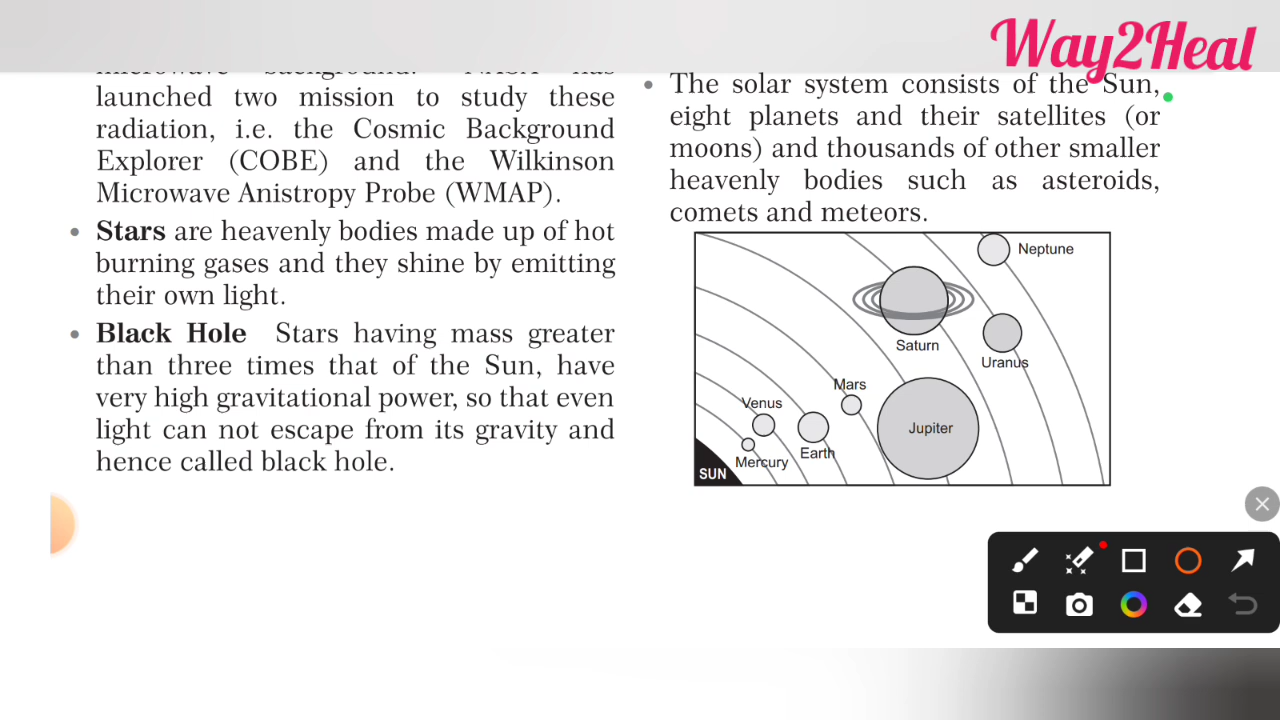 Way2Heal
microwave background. NASA has
launched two mission to study these
radiation, i.e. the Cosmic Background
Explorer (COBE) and the Wilkinson
Microwave Anistropy Probe (WMAP).
• Stars are heavenly bodies made up of hot
burning gases and they shine by emitting
their own light.
• Black Hole Stars having mass greater
than three times that of the Sun, have
very high gravitational power, so that even
light can not escape from its gravity and
hence called black hole.
• The solar system consists of the Sun,
eight planets and their satellites (or
moons) and thousands of other smaller
heavenly bodies such as asteroids,
comets and meteors.
Neptune
Saturn
Uranus
Mars
Venus
Jupiter
Earth
Mercury
SUN